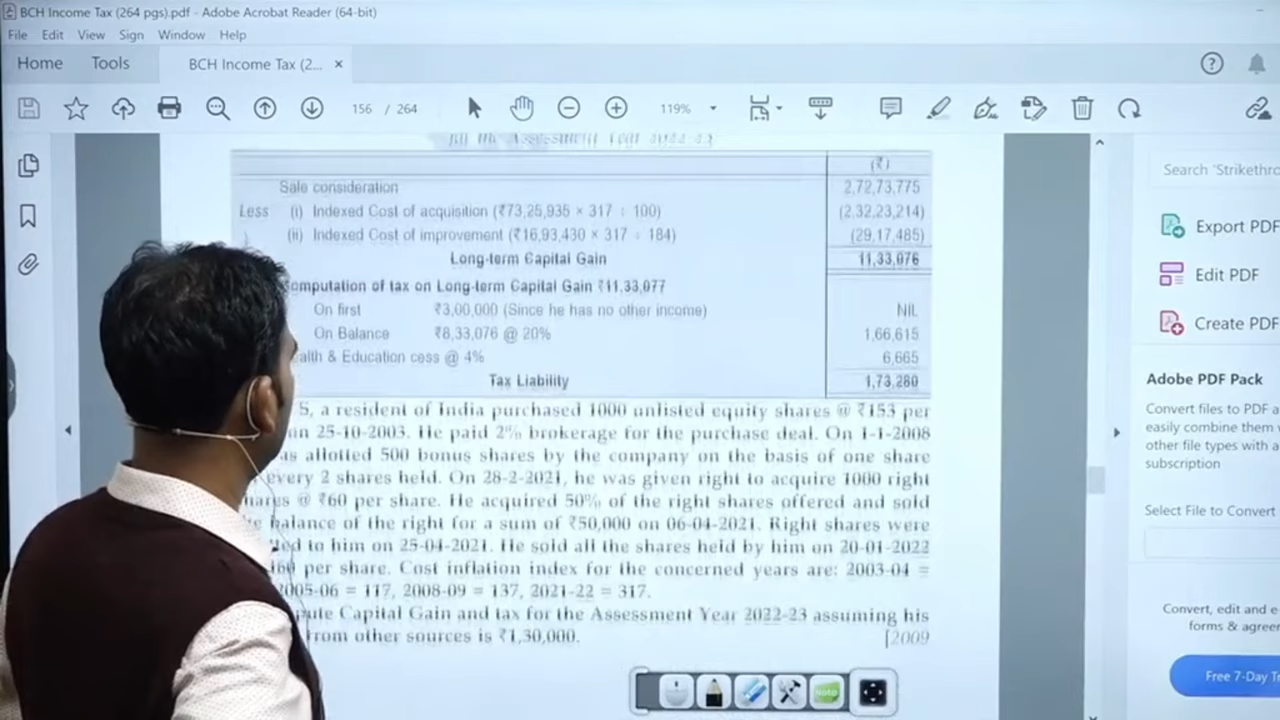 BCH Income Tax (264 pgs).pdf - Adobe Acrobat Reader (64-bit)
File Edit View Sign Window Help
Home Tools BCH Income Tax (2... ×
156 / 264 119%
for the Assessment Year 2022-23
(₹)
Sale consideration 2,72,73,775
Less (i) Indexed Cost of acquisition (₹73,25,935 × 317 ÷ 100) (2,32,23,214)
(ii) Indexed Cost of improvement (₹16,93,430 × 317 ÷ 184) (29,17,485)
Long-term Capital Gain 11,33,076
omputation of tax on Long-term Capital Gain ₹11,33,077
On first ₹3,00,000 (Since he has no other income) NIL
On Balance ₹8,33,076 @ 20% 1,66,615
alth & Education cess @ 4% 6,665
Tax Liability 1,73,280
S, a resident of India purchased 1000 unlisted equity shares @ ₹153 per
on 25-10-2003. He paid 2% brokerage for the purchase deal. On 1-1-2008
as allotted 500 bonus shares by the company on the basis of one share
every 2 shares held. On 28-2-2021, he was given right to acquire 1000 right
hares @ ₹60 per share. He acquired 50% of the right shares offered and sold
e balance of the right for a sum of ₹50,000 on 06-04-2021. Right shares were
ted to him on 25-04-2021. He sold all the shares held by him on 20-01-2022
160 per share. Cost inflation index for the concerned years are: 2003-04 =
2005-06 = 117, 2008-09 = 137, 2021-22 = 317.
pute Capital Gain and tax for the Assessment Year 2022-23 assuming his
from other sources is ₹1,30,000. [2009
Search 'Strikethro
Export PDF
Edit PDF
Create PDF
Adobe PDF Pack
Convert files to PDF a
easily combine them
other file types with a
subscription
Select File to Convert
Convert, edit and e
forms & agreer
Free 7-Day Tr
Note